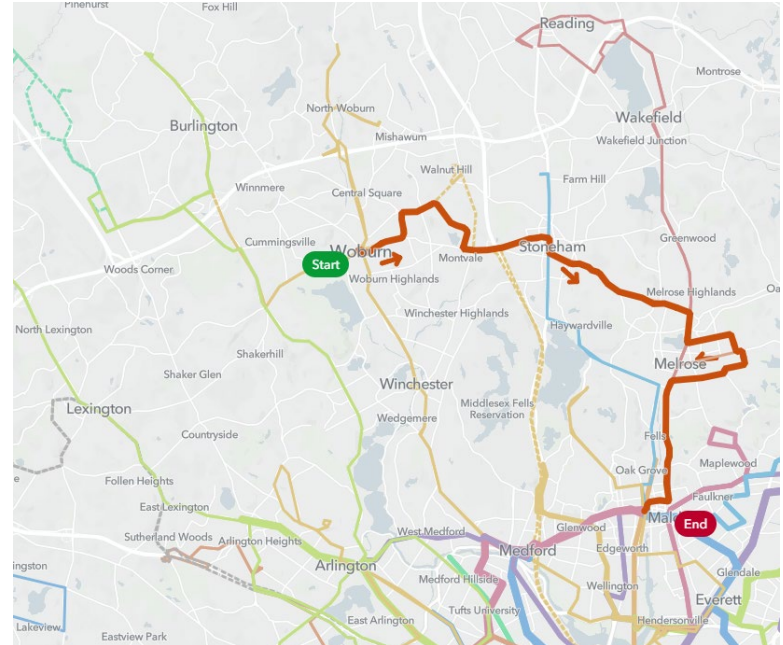 Pinehurst
Fox Hill
Reading
Montrose
North Woburn
Wakefield
Burlington
Mishawum
Wakefield Junction
Walnut Hill
Winnmere
Central Square
Farm Hill
Cummingsville
Woburn
Stoneham
Greenwood
Start
Montvale
Woods Corner
Woburn Highlands
Melrose Highlands
Winchester Highlands
Haywardville
North Lexington
Shakerhill
Melrose
Shaker Glen
Winchester
Lexington
Middlesex Fells
Reservation
Wedgemere
Countryside
Fells
Maplewood
Oak Grove
Follen Heights
Faulkner
East Lexington
End
Sutherland Woods
Arlington Heights
West Medford
Glenwood
Edgeworth
Medford
Arlington
Glendale
Medford Hillside
Wellington
Everett
Tufts University
Lakeview
East Arlington
Hendersonville
Eastview Park